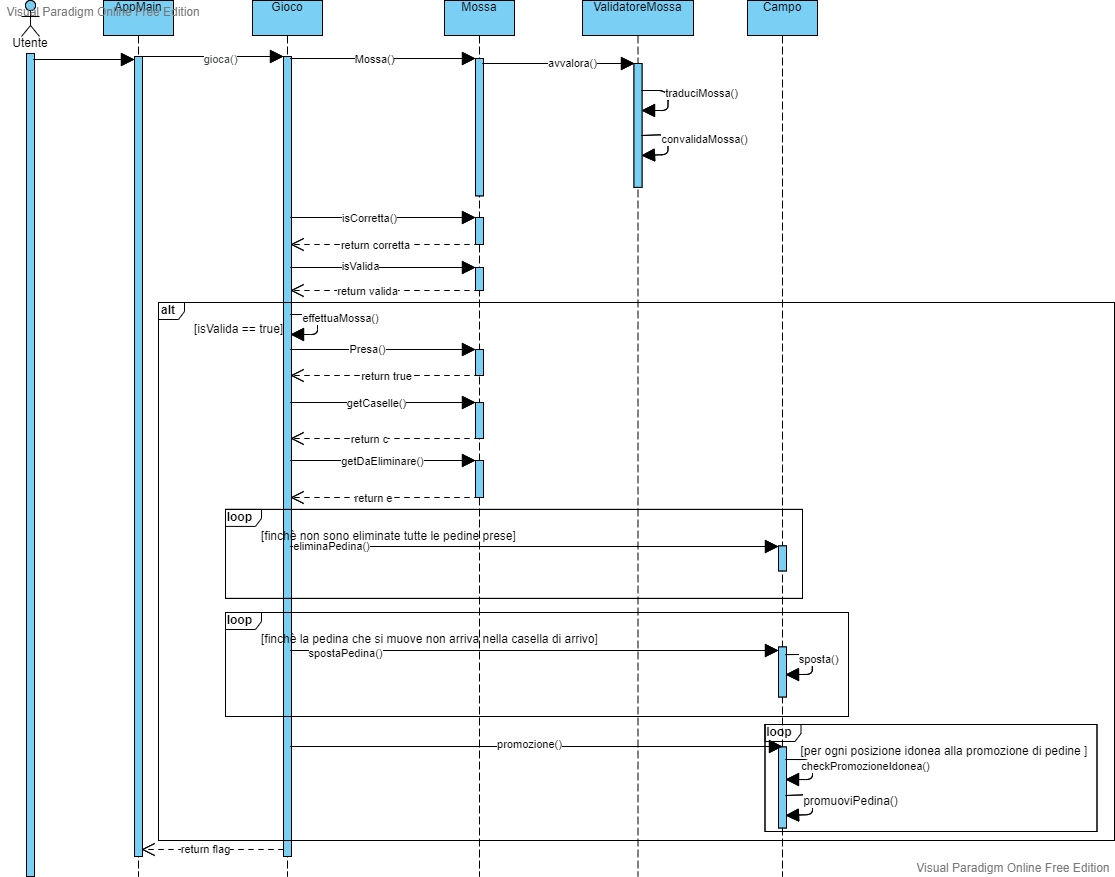 Visual Paradigm Online Free Edition
AppMain
Gioco
Mossa
ValidatoreMossa
Campo
Utente
gioca()
Mossa()
avvalora()
traduciMossa()
convalidaMossa()
isCorretta()
return corretta
isValida
return valida
alt
effettuaMossa()
[isValida == true]
Presa()
return true
getCaselle()
return c
getDaEliminare()
return e
loop
[finchè non sono eliminate tutte le pedine prese]
eliminaPedina()
loop
[finchè la pedina che si muove non arriva nella casella di arrivo]
spostaPedina()
sposta()
loop
promozione()
[per ogni posizione idonea alla promozione di pedine ]
checkPromozioneIdonea()
promuoviPedina()
return flag
Visual Paradigm Online Free Edition